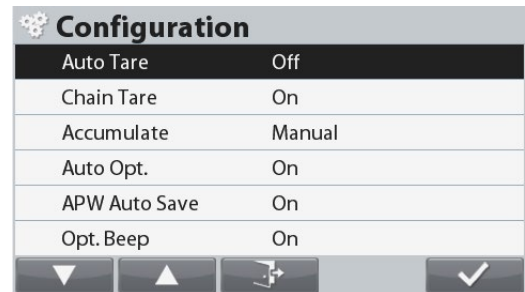 Configuration
Auto Tare Off
Chain Tare On
Accumulate Manual
Auto Opt. On
APW Auto Save On
Opt. Beep On